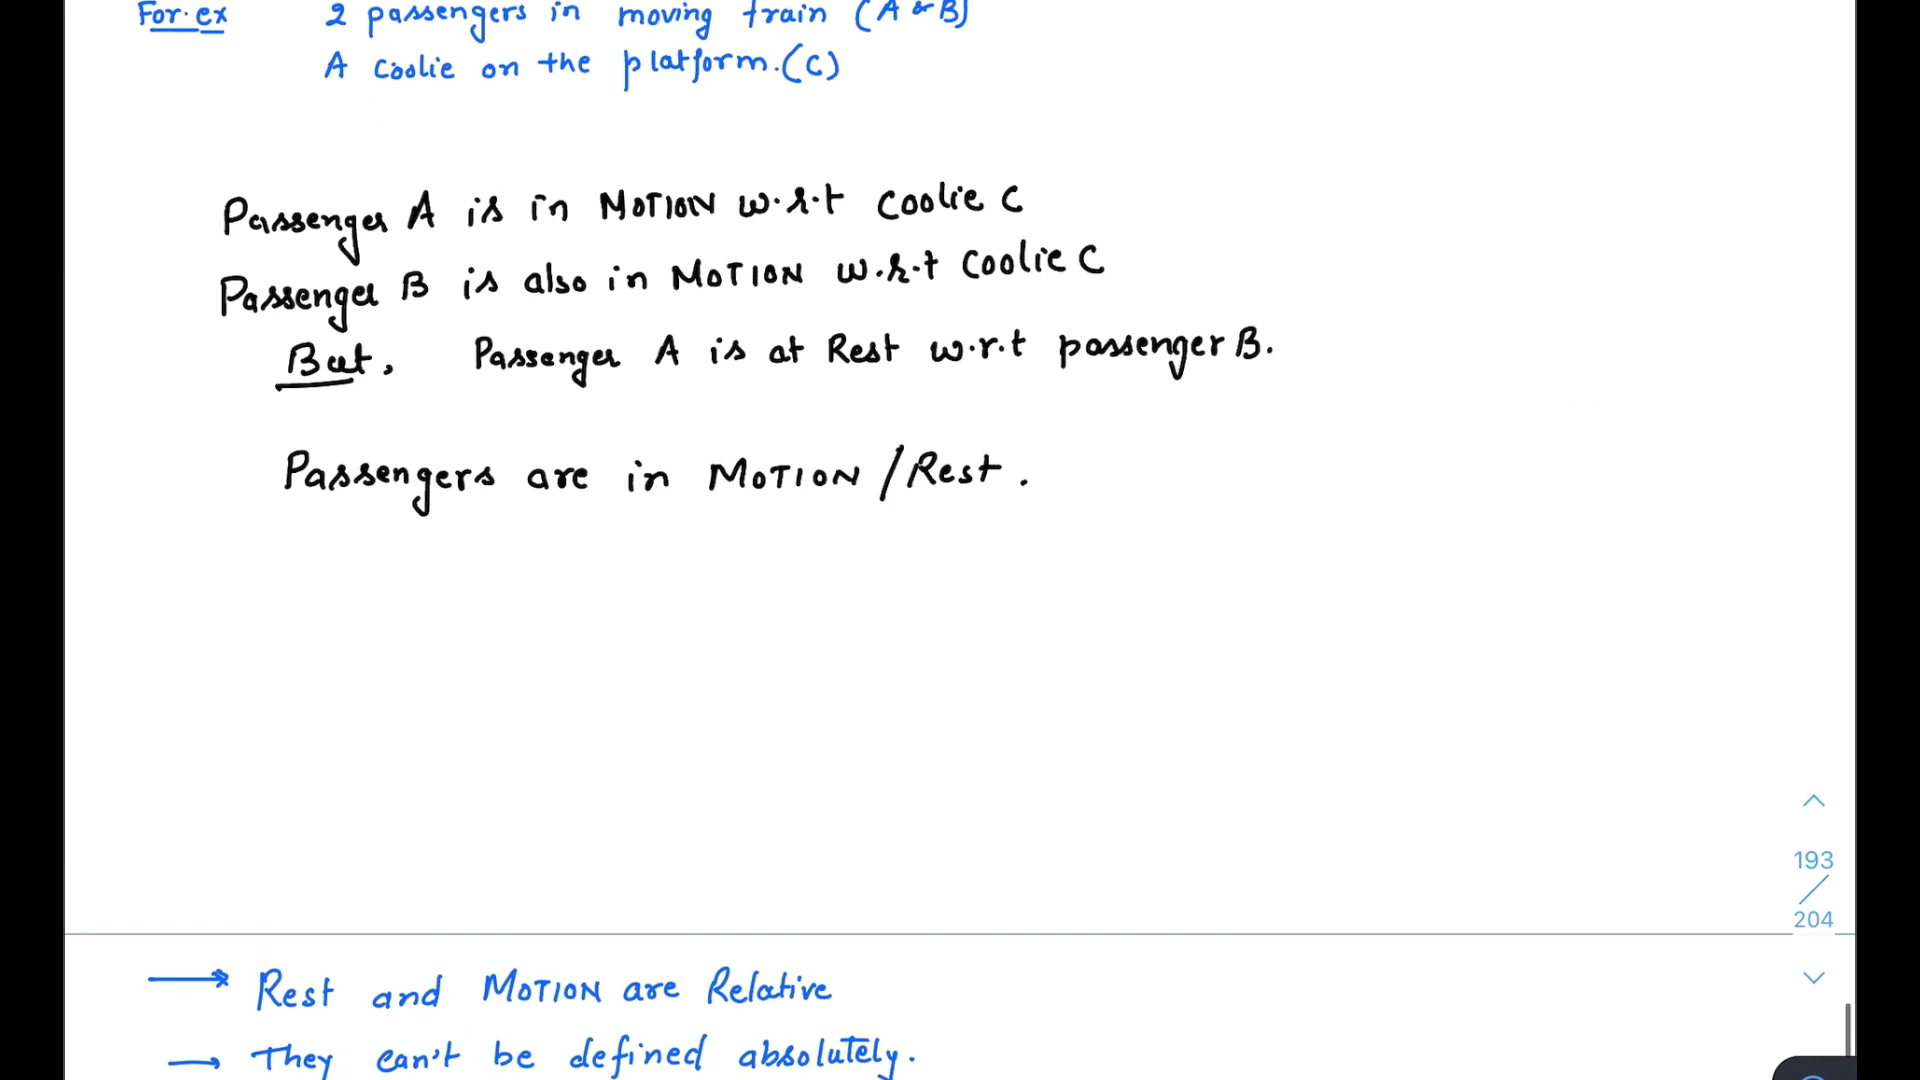 For.ex 2 passengers in moving train (A & B)
A coolie on the platform.(C)
Passenger A is in MOTION w.r.t coolie C
Passenger B is also in MOTION w.r.t coolie C
But, Passenger A is at Rest w.r.t passenger B.
Passengers are in MOTION / Rest.
193
204
→ Rest and MOTION are Relative
→ They can't be defined absolutely.